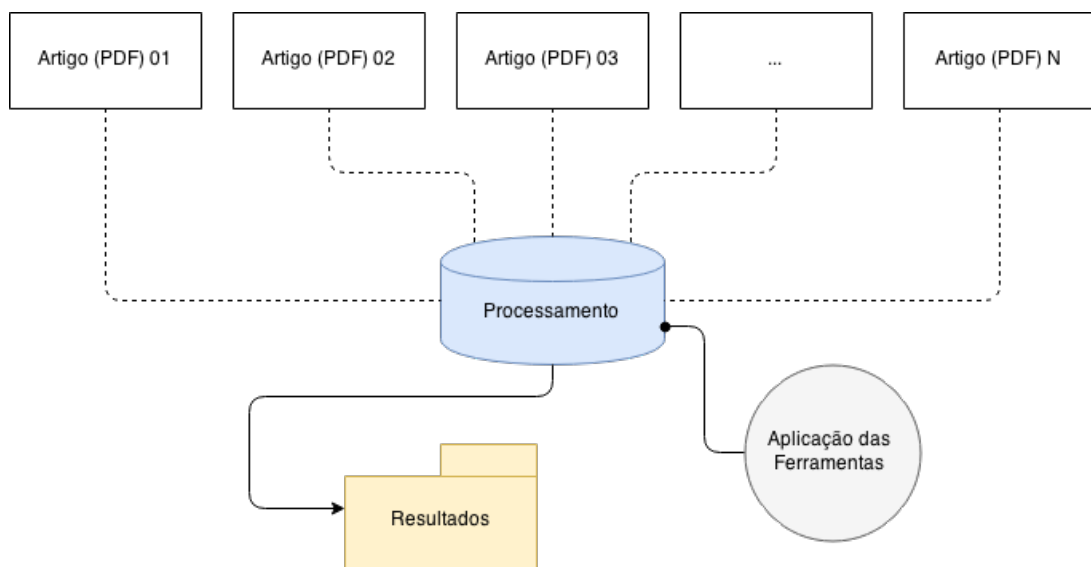 Artigo (PDF) 01
Artigo (PDF) 02
Artigo (PDF) 03
...
Artigo (PDF) N
Processamento
Aplicação das
Ferramentas
Resultados